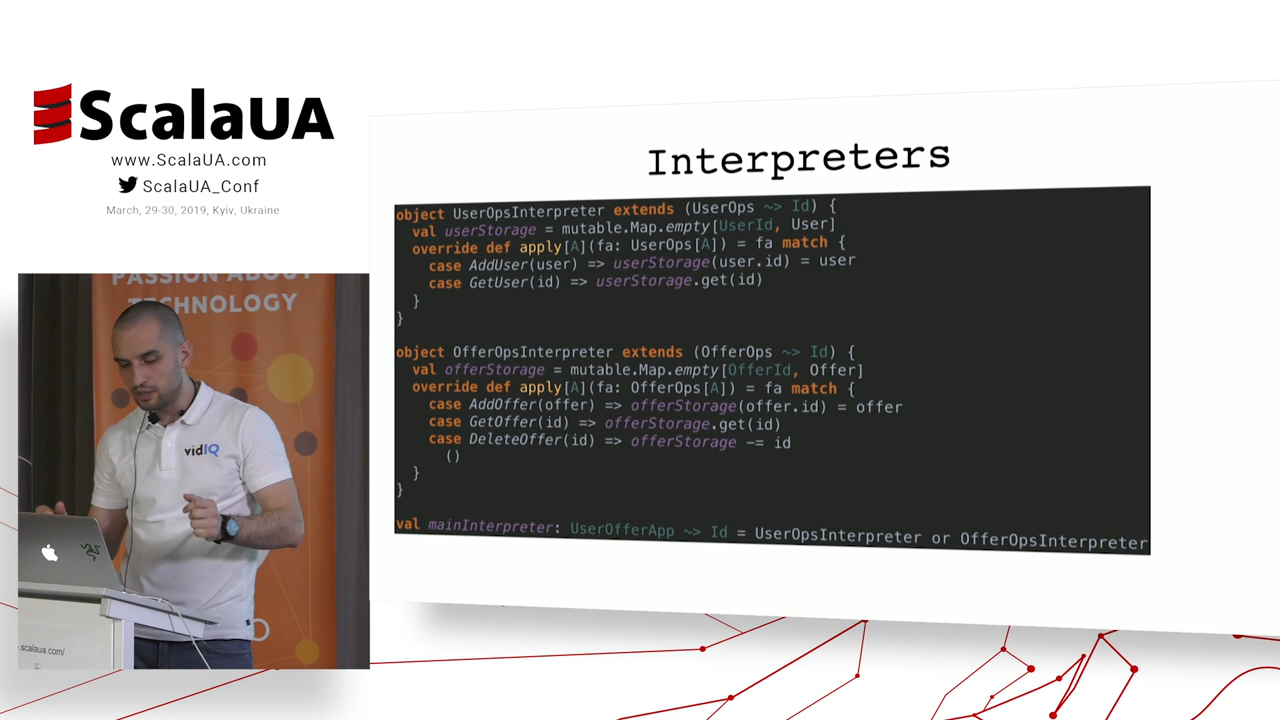 ScalaUA
www.ScalaUA.com
ScalaUA_Conf
March, 29-30, 2019, Kyiv, Ukraine
PASSION ABOUT
TECHNOLOGY
vidIQ
.scalaua.com/
Interpreters
object UserOpsInterpreter extends (UserOps ~> Id) {
  val userStorage = mutable.Map.empty[UserId, User]
  override def apply[A](fa: UserOps[A]) = fa match {
    case AddUser(user) => userStorage(user.id) = user
    case GetUser(id) => userStorage.get(id)
  }
}
object OfferOpsInterpreter extends (OfferOps ~> Id) {
  val offerStorage = mutable.Map.empty[OfferId, Offer]
  override def apply[A](fa: OfferOps[A]) = fa match {
    case AddOffer(offer) => offerStorage(offer.id) = offer
    case GetOffer(id) => offerStorage.get(id)
    case DeleteOffer(id) => offerStorage -= id
      ()
  }
}
val mainInterpreter: UserOfferApp ~> Id = UserOpsInterpreter or OfferOpsInterpreter